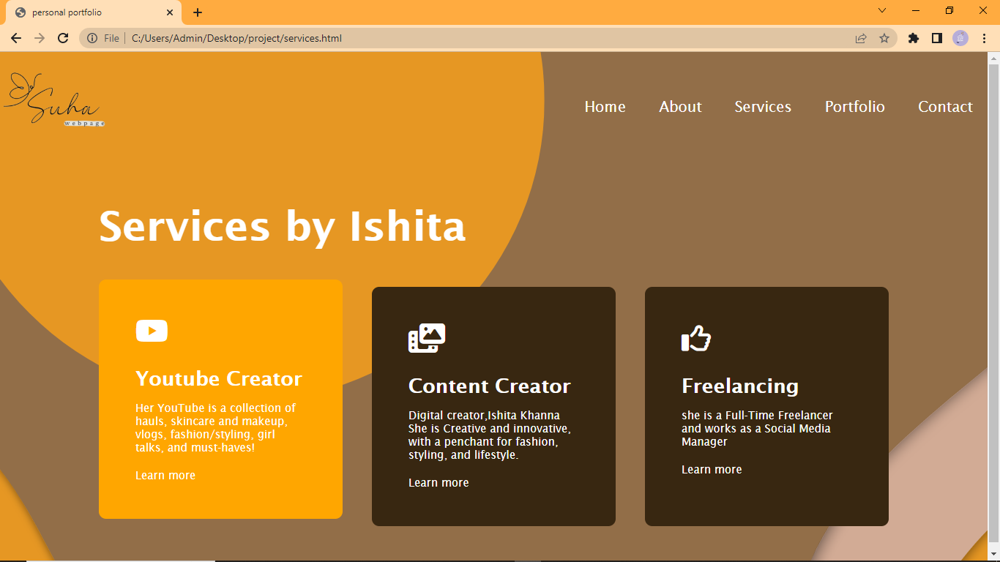 personal portfolio
File C:/Users/Admin/Desktop/project/services.html
Suha
webpage
Home About Services Portfolio Contact
Services by Ishita
Youtube Creator
Her YouTube is a collection of
hauls, skincare and makeup,
vlogs, fashion/styling, girl
talks, and must-haves!
Learn more
Content Creator
Digital creator,Ishita Khanna
She is Creative and innovative,
with a penchant for fashion,
styling, and lifestyle.
Learn more
Freelancing
she is a Full-Time Freelancer
and works as a Social Media
Manager
Learn more